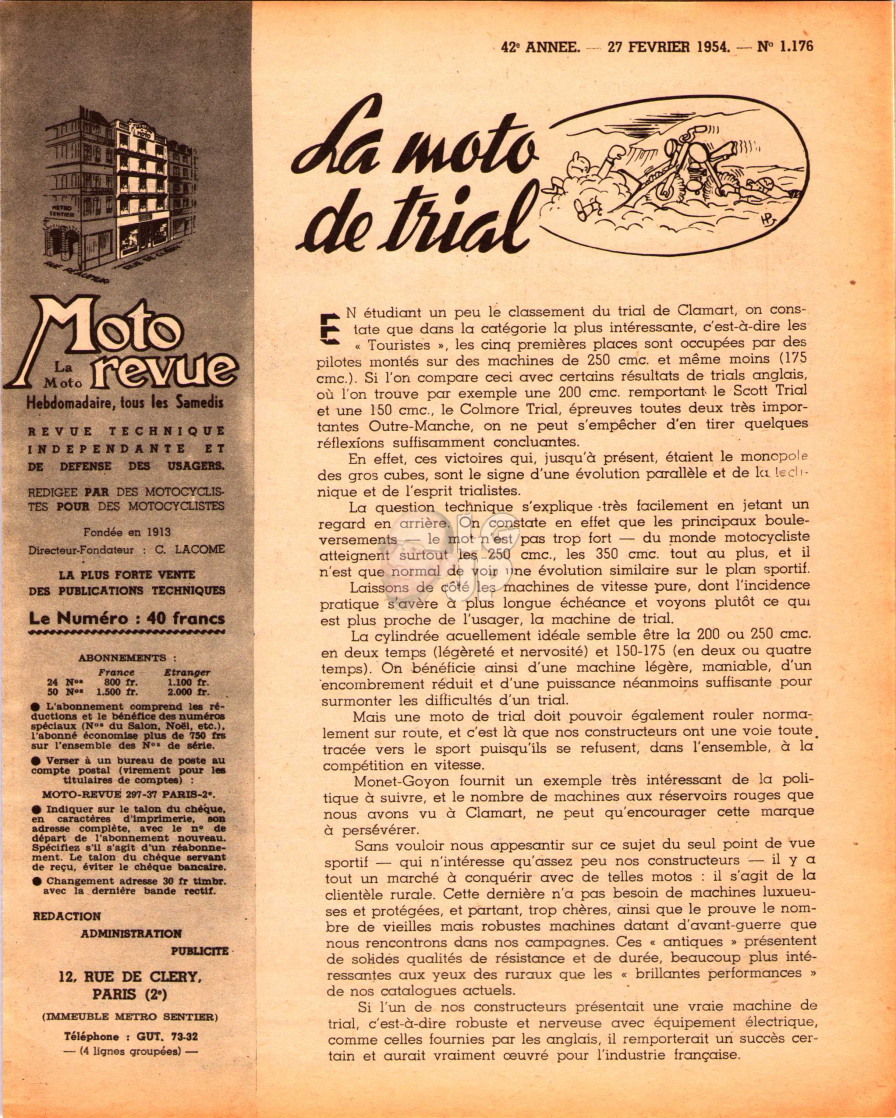 42e ANNEE. — 27 FEVRIER 1954. — No 1.176
La moto
de trial
METRO
SENTIER
RUE REAUMUR
Moto
La
Moto
revue
Hebdomadaire, tous les Samedis
REVUE TECHNIQUE
INDEPENDANTE ET
DE DEFENSE DES USAGERS.
REDIGEE PAR DES MOTOCYCLIS-
TES POUR DES MOTOCYCLISTES
Fondée en 1913
Directeur-Fondateur : C. LACOME
LA PLUS FORTE VENTE
DES PUBLICATIONS TECHNIQUES
Le Numéro : 40 francs
ABONNEMENTS :
France Etranger
24 Nos 800 fr. 1.100 fr.
50 Nos 1.500 fr. 2.000 fr.
● L'abonnement comprend les ré-
ductions et le bénéfice des numéros
spéciaux (Nos du Salon, Noël, etc.),
l'abonné économise plus de 750 frs
sur l'ensemble des Nos de série.
● Verser à un bureau de poste au
compte postal (virement pour les
titulaires de comptes) :
MOTO-REVUE 297-37 PARIS-2e.
● Indiquer sur le talon du chèque,
en caractères d'imprimerie, son
adresse complète, avec le no de
départ de l'abonnement nouveau.
Spécifiez s'il s'agit d'un réabonne-
ment. Le talon du chèque servant
de reçu, éviter le chèque bancaire.
● Changement adresse 30 fr timbr.
avec la dernière bande rectif.
REDACTION
ADMINISTRATION
PUBLICITE
12, RUE DE CLERY,
PARIS (2e)
(IMMEUBLE METRO SENTIER)
Téléphone : GUT. 73-32
— (4 lignes groupées) —
EN étudiant un peu le classement du trial de Clamart, on cons-
tate que dans la catégorie la plus intéressante, c'est-à-dire les
« Touristes », les cinq premières places sont occupées par des
pilotes montés sur des machines de 250 cmc. et même moins (175
cmc.). Si l'on compare ceci avec certains résultats de trials anglais,
où l'on trouve par exemple une 200 cmc. remportant le Scott Trial
et une 150 cmc., le Colmore Trial, épreuves toutes deux très impor-
tantes Outre-Manche, on ne peut s'empêcher d'en tirer quelques
réflexions suffisamment concluantes.
En effet, ces victoires qui, jusqu'à présent, étaient le monopole
des gros cubes, sont le signe d'une évolution parallèle et de la tech-
nique et de l'esprit trialistes.
La question technique s'explique très facilement en jetant un
regard en arrière. On constate en effet que les principaux boule-
versements — le mot n'est pas trop fort — du monde motocycliste
atteignent surtout les 250 cmc., les 350 cmc. tout au plus, et il
n'est que normal de voir une évolution similaire sur le plan sportif.
Laissons de côté les machines de vitesse pure, dont l'incidence
pratique s'avère à plus longue échéance et voyons plutôt ce qui
est plus proche de l'usager, la machine de trial.
La cylindrée acuellement idéale semble être la 200 ou 250 cmc.
en deux temps (légèreté et nervosité) et 150-175 (en deux ou quatre
temps). On bénéficie ainsi d'une machine légère, maniable, d'un
encombrement réduit et d'une puissance néanmoins suffisante pour
surmonter les difficultés d'un trial.
Mais une moto de trial doit pouvoir également rouler norma-
lement sur route, et c'est là que nos constructeurs ont une voie toute
tracée vers le sport puisqu'ils se refusent, dans l'ensemble, à la
compétition en vitesse.
Monet-Goyon fournit un exemple très intéressant de la poli-
tique à suivre, et le nombre de machines aux réservoirs rouges que
nous avons vu à Clamart, ne peut qu'encourager cette marque
à persévérer.
Sans vouloir nous appesantir sur ce sujet du seul point de vue
sportif — qui n'intéresse qu'assez peu nos constructeurs — il y a
tout un marché à conquérir avec de telles motos : il s'agit de la
clientèle rurale. Cette dernière n'a pas besoin de machines luxueu-
ses et protégées, et partant, trop chères, ainsi que le prouve le nom-
bre de vieilles mais robustes machines datant d'avant-guerre que
nous rencontrons dans nos campagnes. Ces « antiques » présentent
de solides qualités de résistance et de durée, beaucoup plus inté-
ressantes aux yeux des ruraux que les « brillantes performances »
de nos catalogues actuels.
Si l'un de nos constructeurs présentait une vraie machine de
trial, c'est-à-dire robuste et nerveuse avec équipement électrique,
comme celles fournies par les anglais, il remporterait un succès cer-
tain et aurait vraiment œuvré pour l'industrie française.